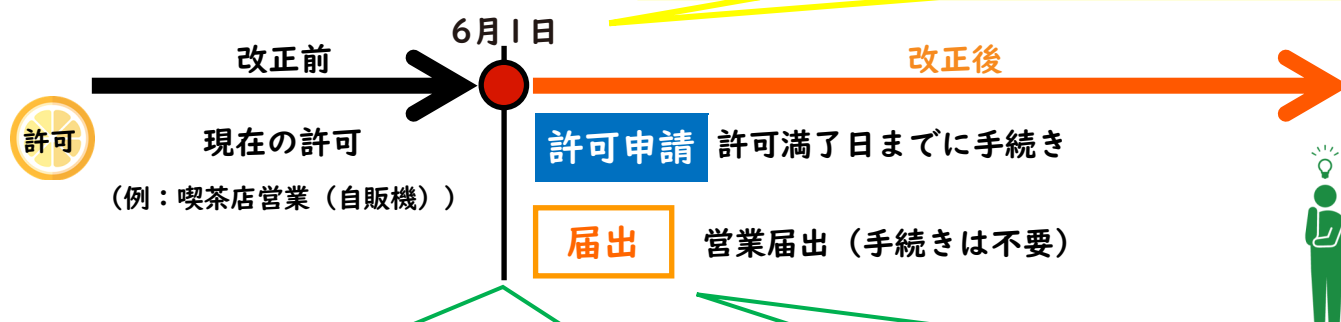 6月1日
改正前
改正後
許可
現在の許可
(例:喫茶店営業(自販機))
許可申請 許可満了日までに手続き
届出 営業届出(手続きは不要)